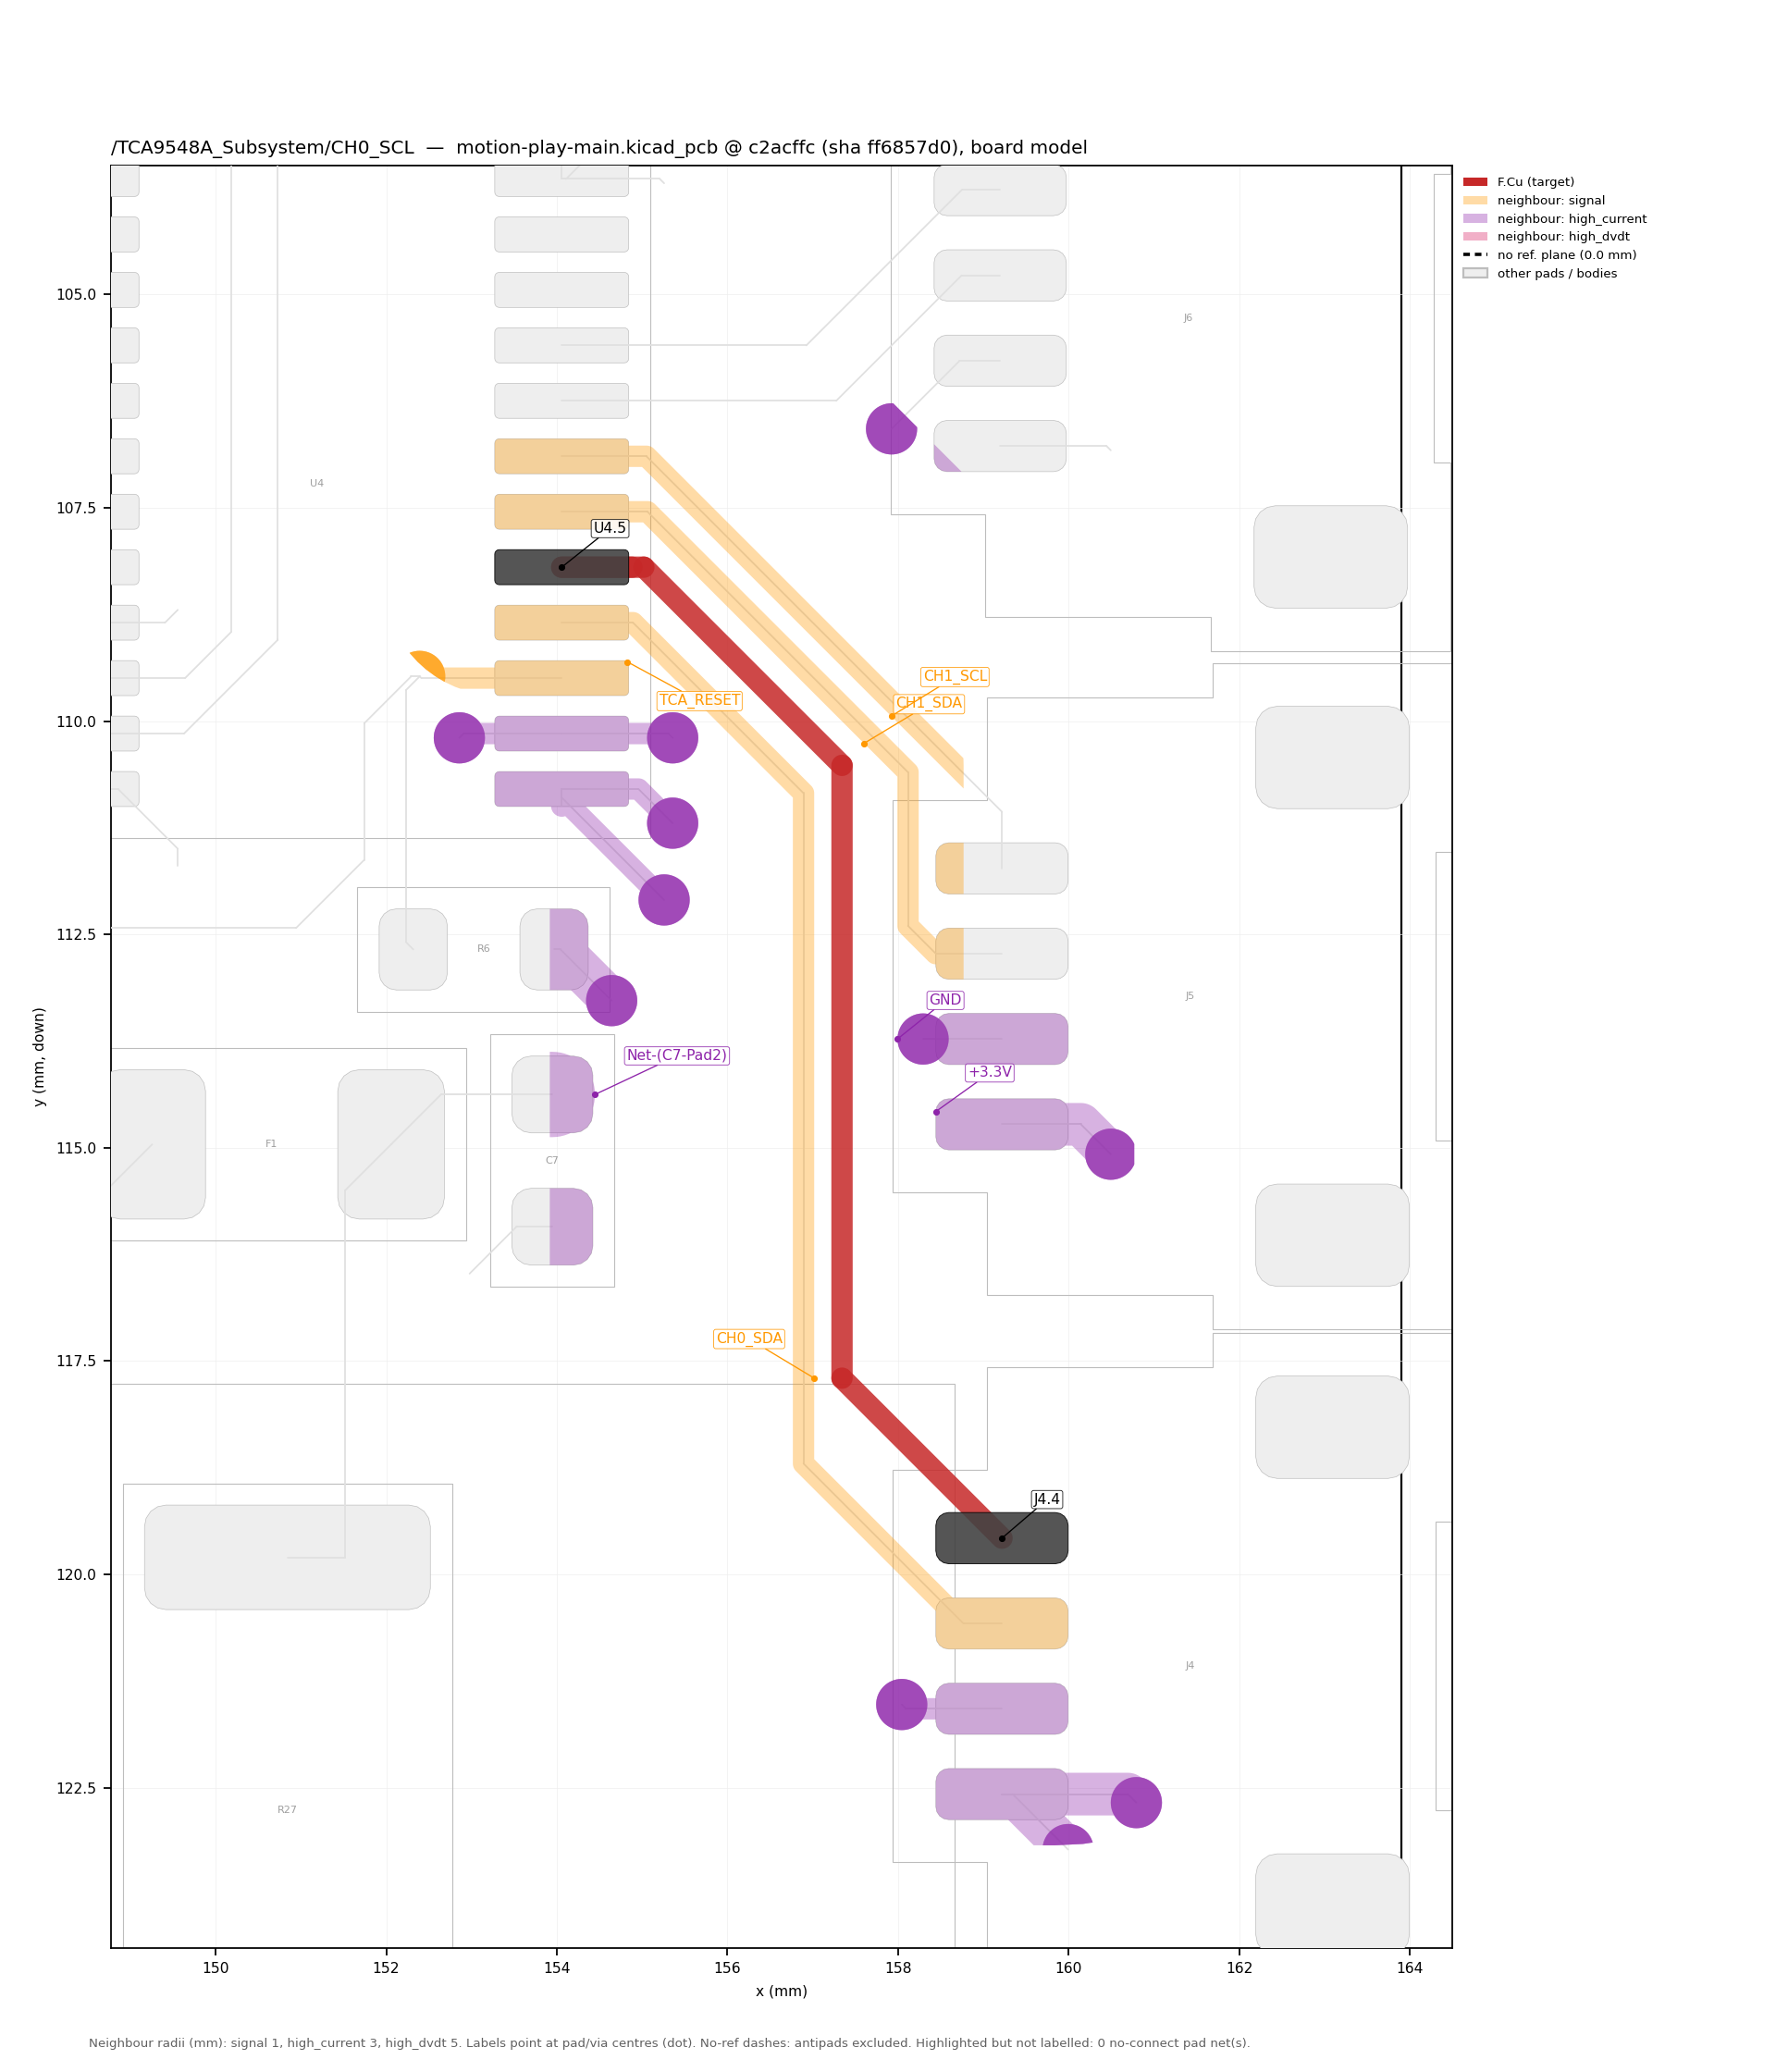 /TCA9548A_Subsystem/CH0_SCL — motion-play-main.kicad_pcb @ c2acffc (sha ff6857d0), board model
F.Cu (target)
neighbour: signal
neighbour: high_current
neighbour: high_dvdt
no ref. plane (0.0 mm)
other pads / bodies
105.0
107.5
110.0
112.5
115.0
117.5
120.0
122.5
y (mm, down)
J6
U4
U4.5
CH1_SCL
CH1_SDA
TCA_RESET
R6
J5
GND
Net-(C7-Pad2)
+3.3V
F1
C7
CH0_SDA
J4.4
J4
R27
150
152
154
156
158
160
162
164
x (mm)
Neighbour radii (mm): signal 1, high_current 3, high_dvdt 5. Labels point at pad/via centres (dot). No-ref dashes: antipads excluded. Highlighted but not labelled: 0 no-connect pad net(s).